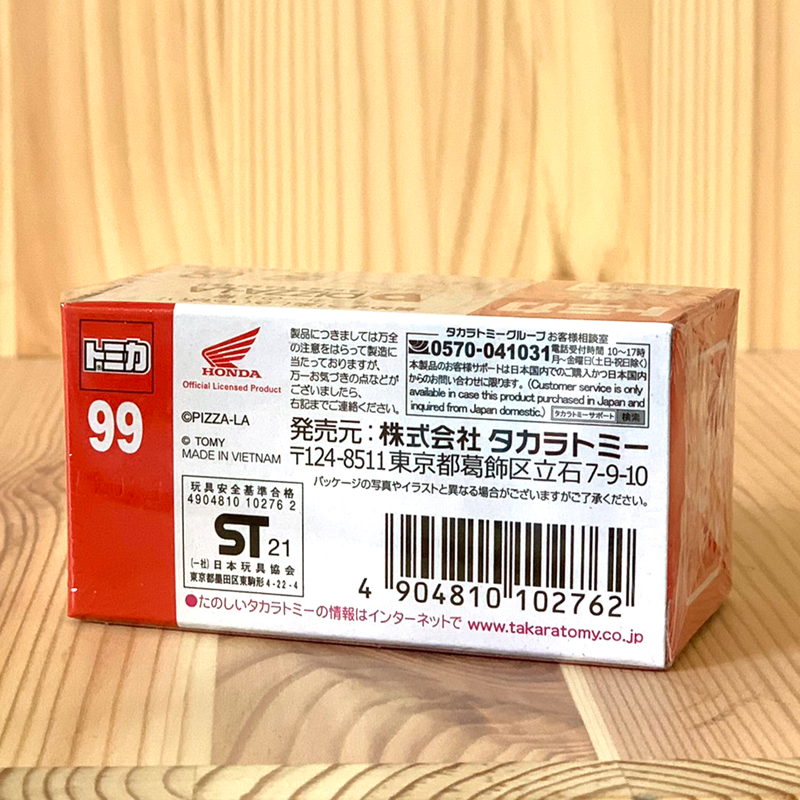 トミカ
99
HONDA
Official Licensed Product
©PIZZA-LA
© TOMY
MADE IN VIETNAM
製品につきましては万全
の注意をはらって製造に
当たっておりますが、
万一お気づきの点などが
ございましたら、
右記までご連絡ください。
タカラトミーグループ お客様相談室
0570-041031 電話受付時間 10〜17時
月〜金曜日(土・日・祝日除く)
本製品のお客様サポートは日本国内でのご購入かつ日本国内
からのお問い合わせに限ります。(Customer service is only
available in case this product purchased in Japan and
inquired from Japan domestic.) タカラトミーサポート 検索
発売元:株式会社 タカラトミー
〒124-8511 東京都葛飾区立石7-9-10
パッケージの写真やイラストと異なる場合がございますがご了承ください。
玩具安全基準合格
4904810 10276 2
ST 21
(一社)日本玩具協会
東京都墨田区東駒形4-22-4
4 904810 102762
●たのしいタカラトミーの情報はインターネットで www.takaratomy.co.jp